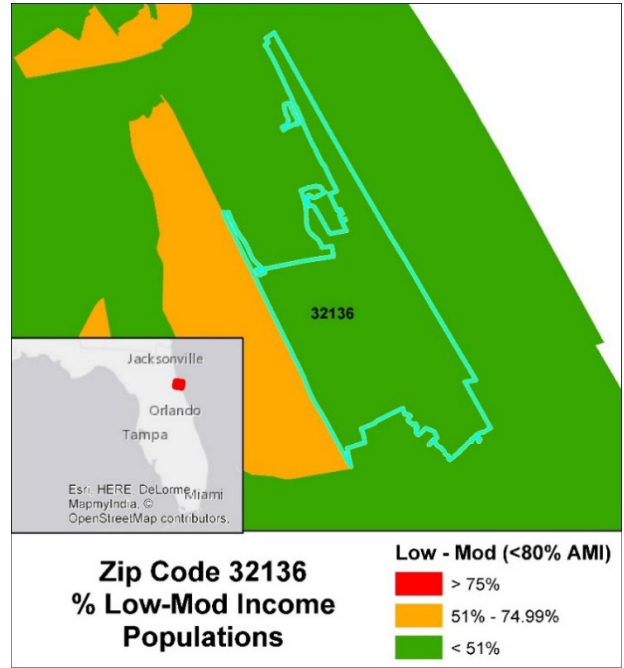 32136
Jacksonville
Orlando
Tampa
Miami
Esri, HERE, DeLorme,
MapmyIndia, ©
OpenStreetMap contributors.
Zip Code 32136
% Low-Mod Income
Populations
Low - Mod (<80% AMI)
> 75%
51% - 74.99%
< 51%